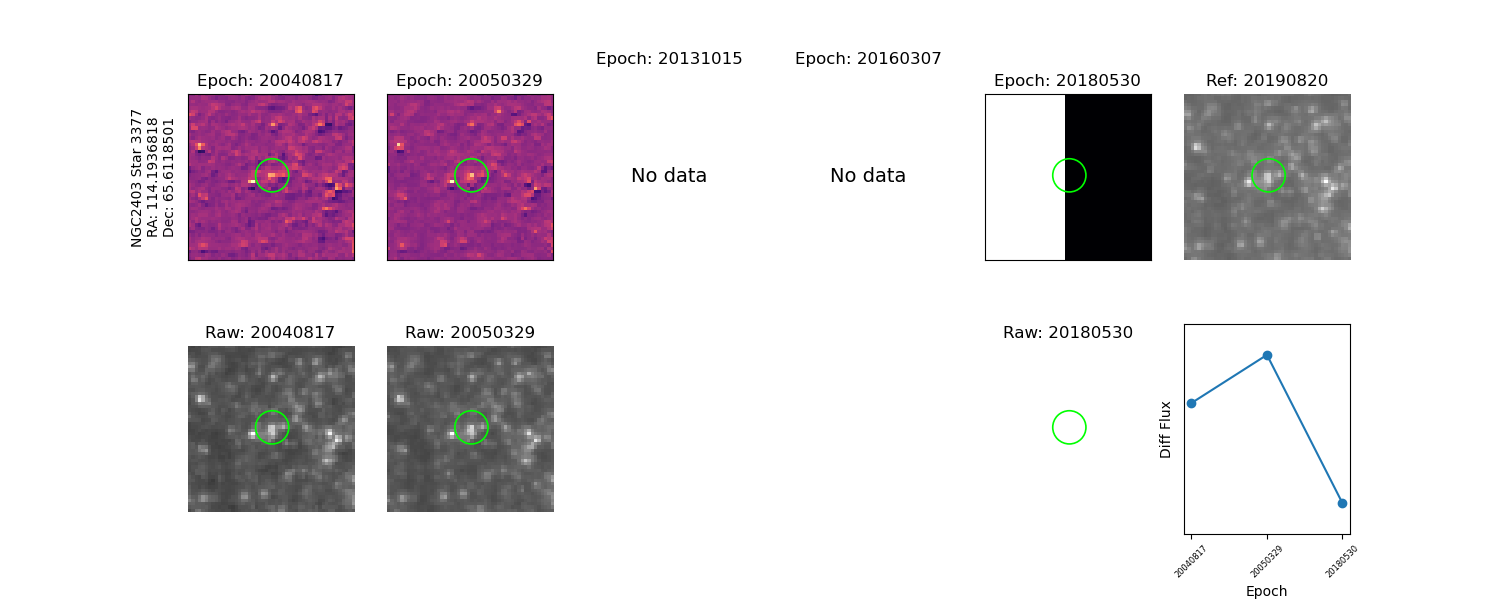 Epoch: 20040817
Epoch: 20050329
Epoch: 20131015
Epoch: 20160307
Epoch: 20180530
Ref: 20190820
NGC2403 Star 3377
RA: 114.1936818
Dec: 65.6118501
No data
No data
Raw: 20040817
Raw: 20050329
Raw: 20180530
Diff Flux
20040817
20050329
20180530
Epoch